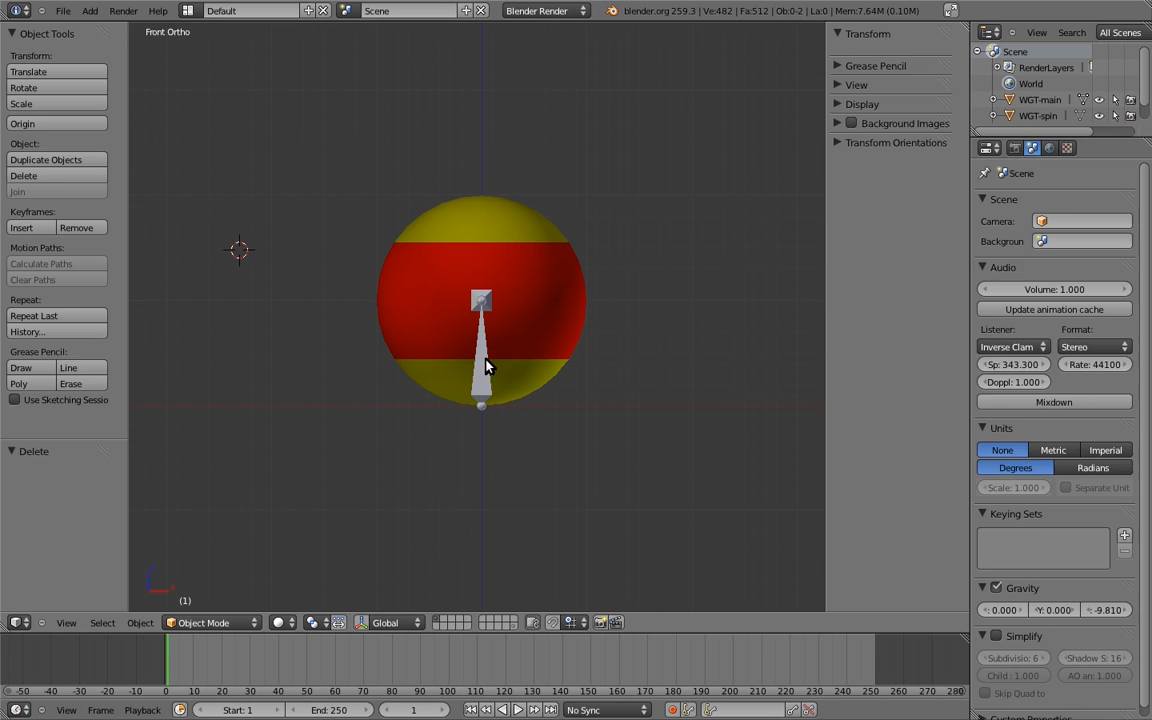 File Add Render Help Default Scene Blender Render blender.org 259.3 | Ve:482 | Fa:512 | Ob:0-2 | La:0 | Mem:7.64M (0.10M)
Object Tools
Transform:
Translate
Rotate
Scale
Origin
Object:
Duplicate Objects
Delete
Join
Keyframes:
Insert Remove
Motion Paths:
Calculate Paths
Clear Paths
Repeat:
Repeat Last
History...
Grease Pencil:
Draw Line
Poly Erase
Use Sketching Sessio
Delete
Front Ortho
(1)
Transform
Grease Pencil
View
Display
Background Images
Transform Orientations
View Search All Scenes
Scene
RenderLayers
World
WGT-main
WGT-spin
Scene
Scene
Camera:
Backgroun
Audio
Volume: 1.000
Update animation cache
Listener: Format:
Inverse Clam Stereo
Sp: 343.300 Rate: 44100
Doppl: 1.000
Mixdown
Units
None Metric Imperial
Degrees Radians
Scale: 1.000 Separate Unit
Keying Sets
Gravity
: 0.000 Y: 0.000 : -9.810
Simplify
Subdivisio: 6 Shadow S: 16
Child : 1.000 AO an: 1.000
Skip Quad to
View Select Object Object Mode Global
-50 -40 -30 -20 -10 0 10 20 30 40 50 60 70 80 90 100 110 120 130 140 150 160 170 180 190 200 210 220 230 240 250 260 270 280
View Frame Playback Start: 1 End: 250 1 No Sync